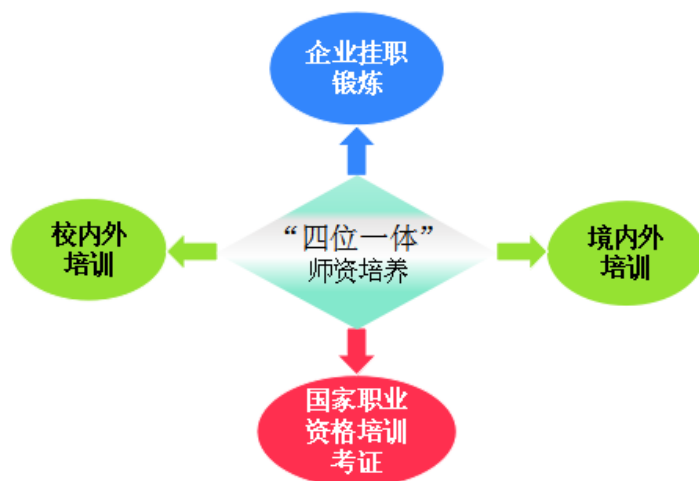 企业挂职
锻炼
校内外
培训
“四位一体”
师资培养
境内外
培训
国家职业
资格培训
考证